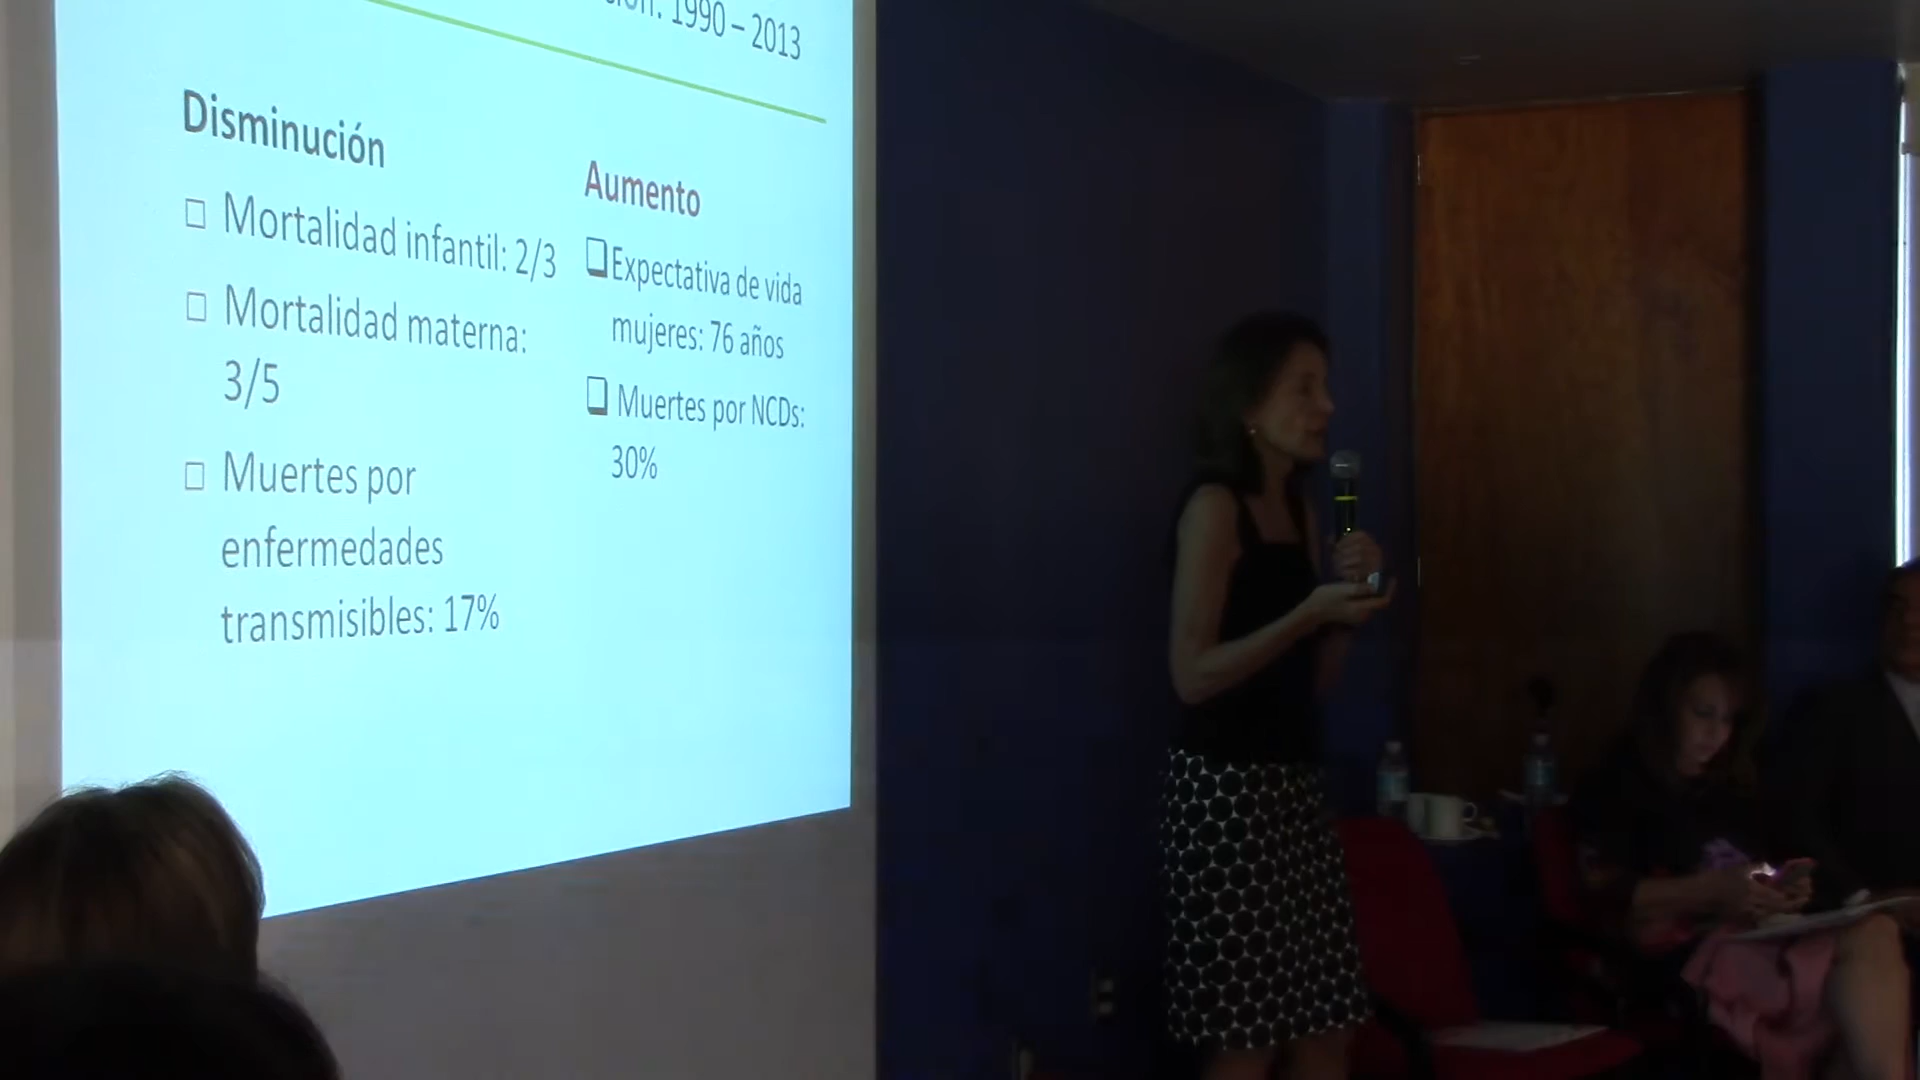 1990 – 2013
Disminución
□ Mortalidad infantil: 2/3
□ Mortalidad materna:
3/5
□ Muertes por
enfermedades
transmisibles: 17%
Aumento
❑Expectativa de vida
mujeres: 76 años
❑ Muertes por NCDs:
30%